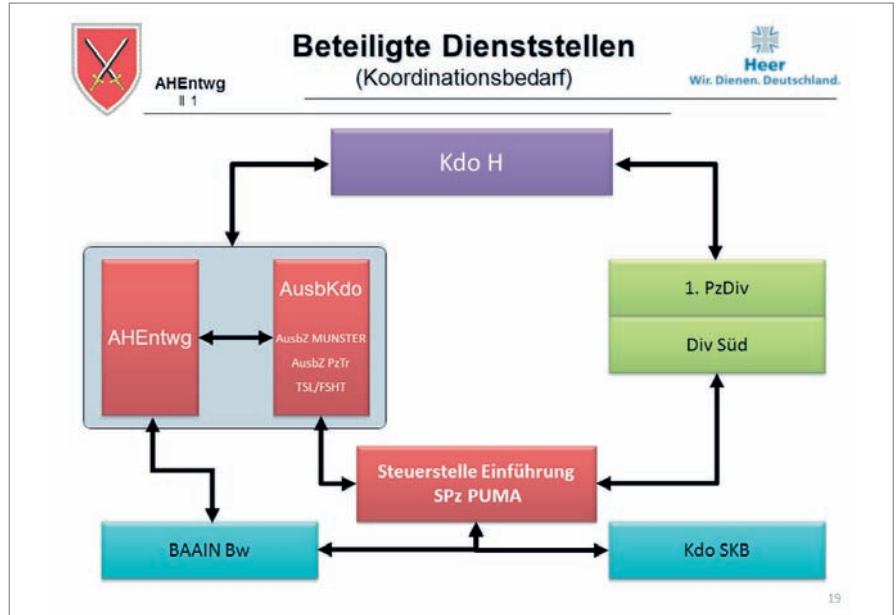 Beteiligte Dienststellen
(Koordinationsbedarf)
AHEntwg
II 1
Heer
Wir. Dienen. Deutschland.
Kdo H
AHEntwg
AusbKdo
AusbZ MUNSTER
AusbZ PzTr
TSL/FSHT
1. PzDiv
Div Süd
Steuerstelle Einführung
SPz PUMA
BAAIN Bw
Kdo SKB
19